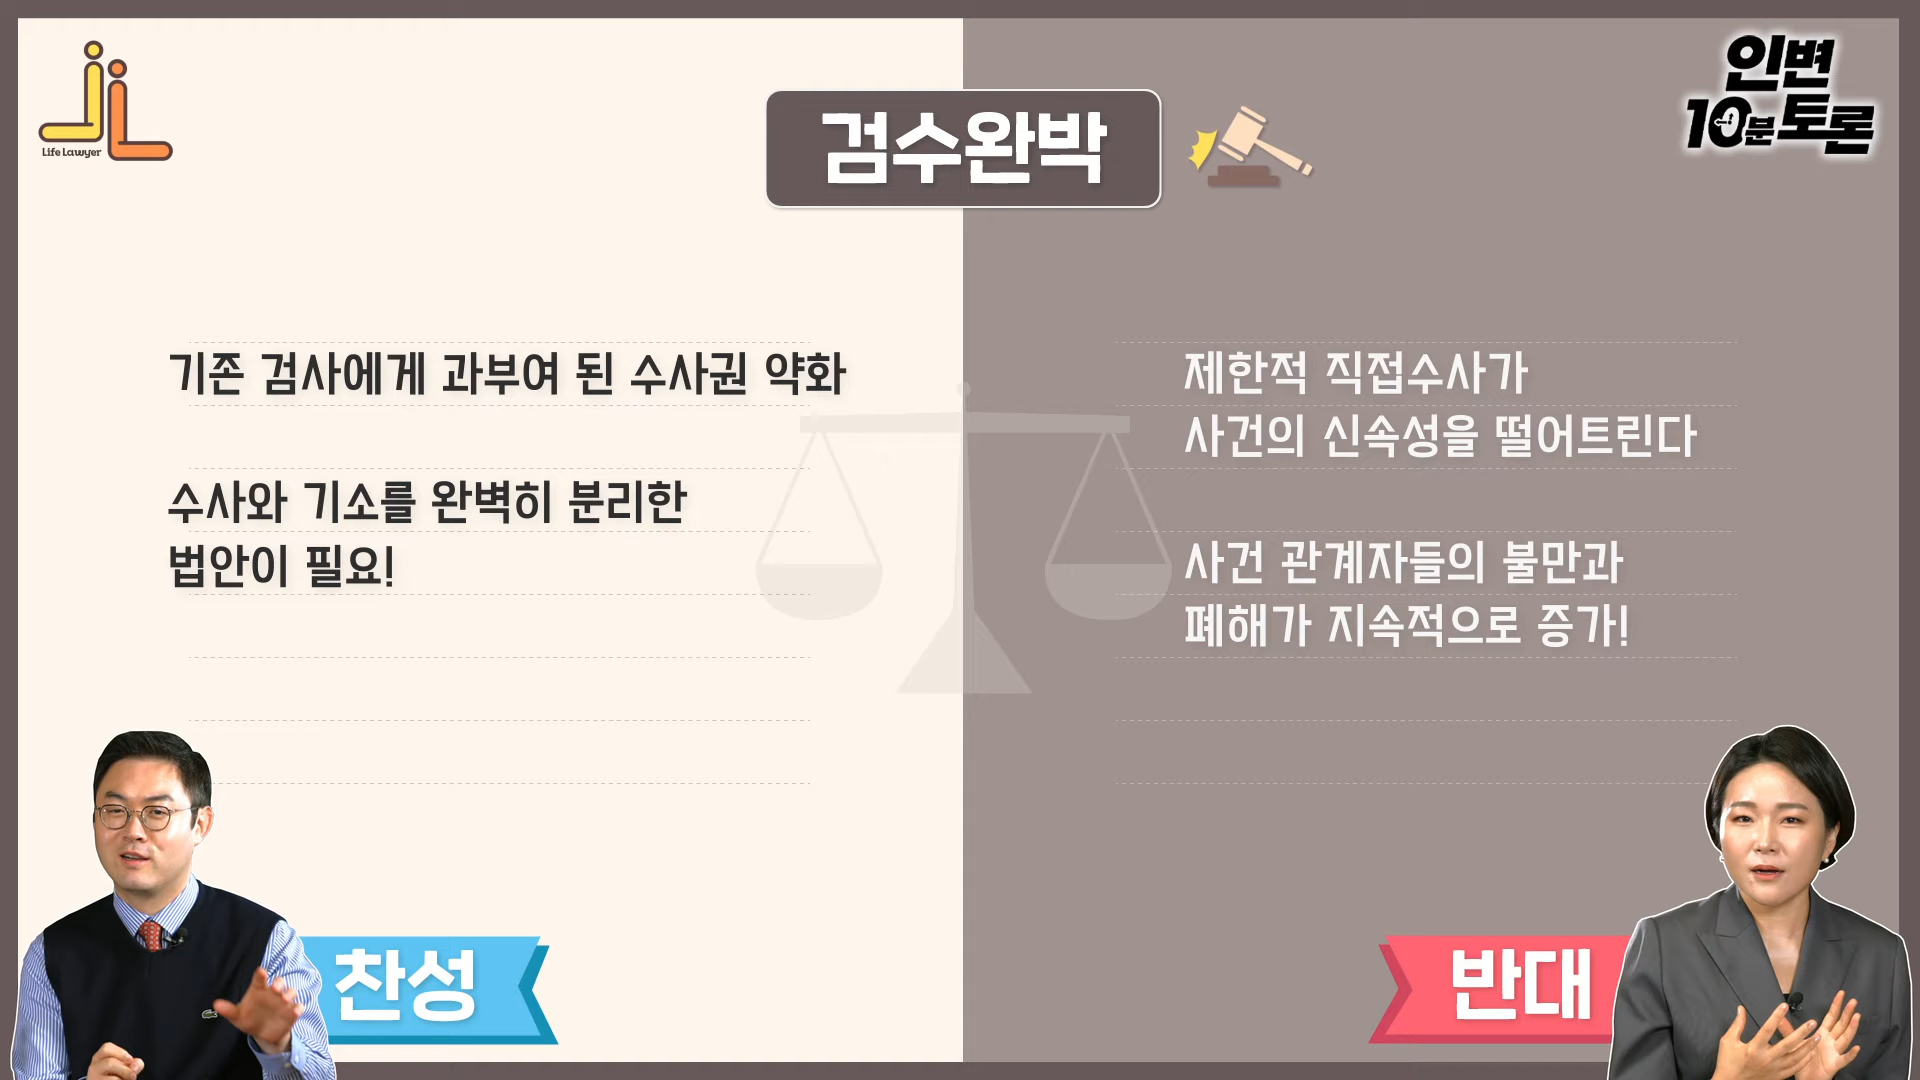 Life Lawyer
인변
10분 토론
검수완박
기존 검사에게 과부여 된 수사권 약화
수사와 기소를 완벽히 분리한
법안이 필요!
제한적 직접수사가
사건의 신속성을 떨어트린다
사건 관계자들의 불만과
폐해가 지속적으로 증가!
찬성
반대